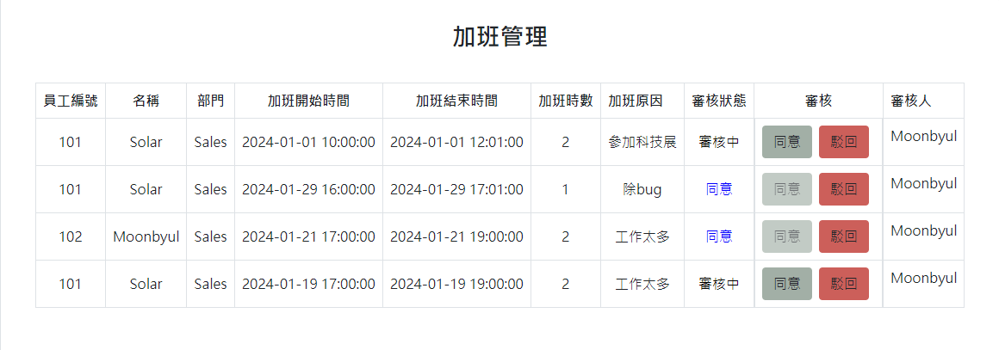 加班管理
員工編號 名稱 部門 加班開始時間 加班結束時間 加班時數 加班原因 審核狀態 審核 審核人
101 Solar Sales 2024-01-01 10:00:00 2024-01-01 12:01:00 2 參加科技展 審核中 同意 駁回 Moonbyul
101 Solar Sales 2024-01-29 16:00:00 2024-01-29 17:01:00 1 除bug 同意 同意 駁回 Moonbyul
102 Moonbyul Sales 2024-01-21 17:00:00 2024-01-21 19:00:00 2 工作太多 同意 同意 駁回 Moonbyul
101 Solar Sales 2024-01-19 17:00:00 2024-01-19 19:00:00 2 工作太多 審核中 同意 駁回 Moonbyul